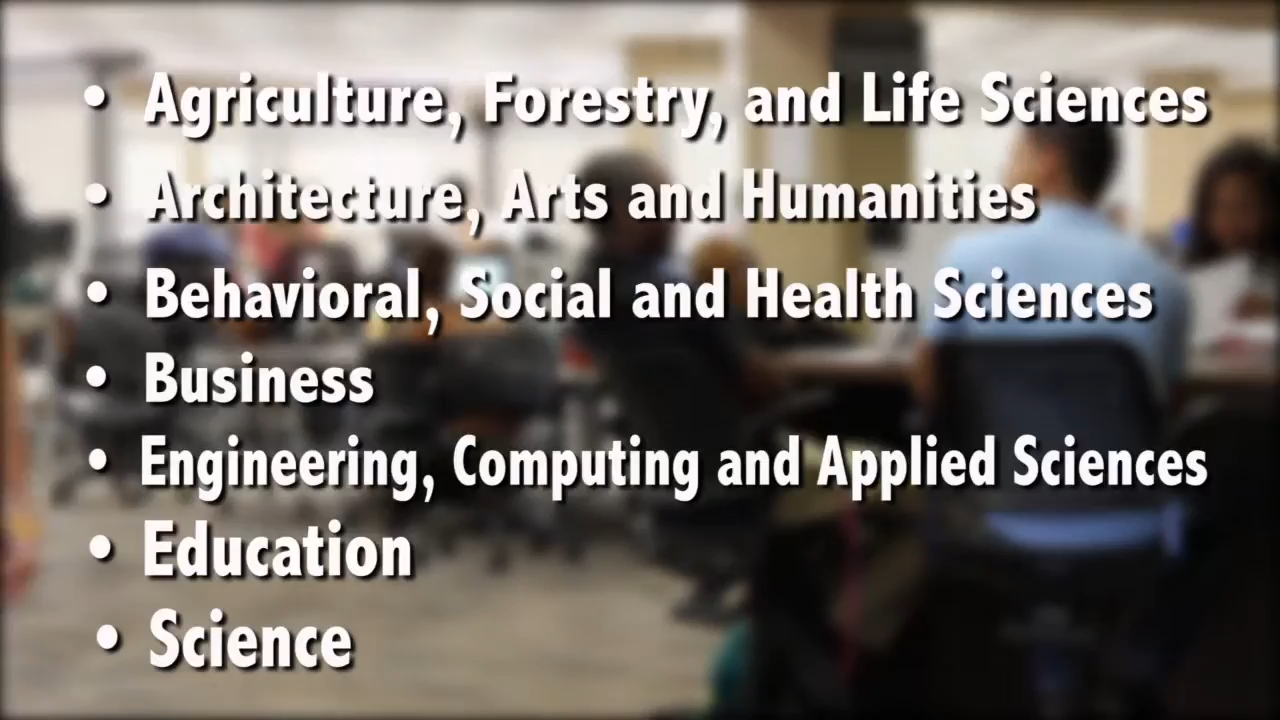 • Agriculture, Forestry, and Life Sciences
• Architecture, Arts and Humanities
• Behavioral, Social and Health Sciences
• Business
• Engineering, Computing and Applied Sciences
• Education
• Science